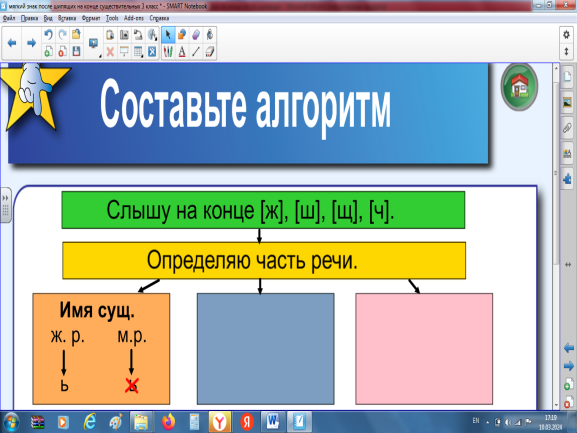 мягкий знак после шипящих на конце существительных 3 класс * - SMART Notebook
Файл Правка Вид Вставка Формат Tools Add-ons Справка
Составьте алгоритм
Слышу на конце [ж], [ш], [щ], [ч].
Определяю часть речи.
Имя сущ.
ж. р. м.р.
ь ь
EN 17:19
10.03.2024